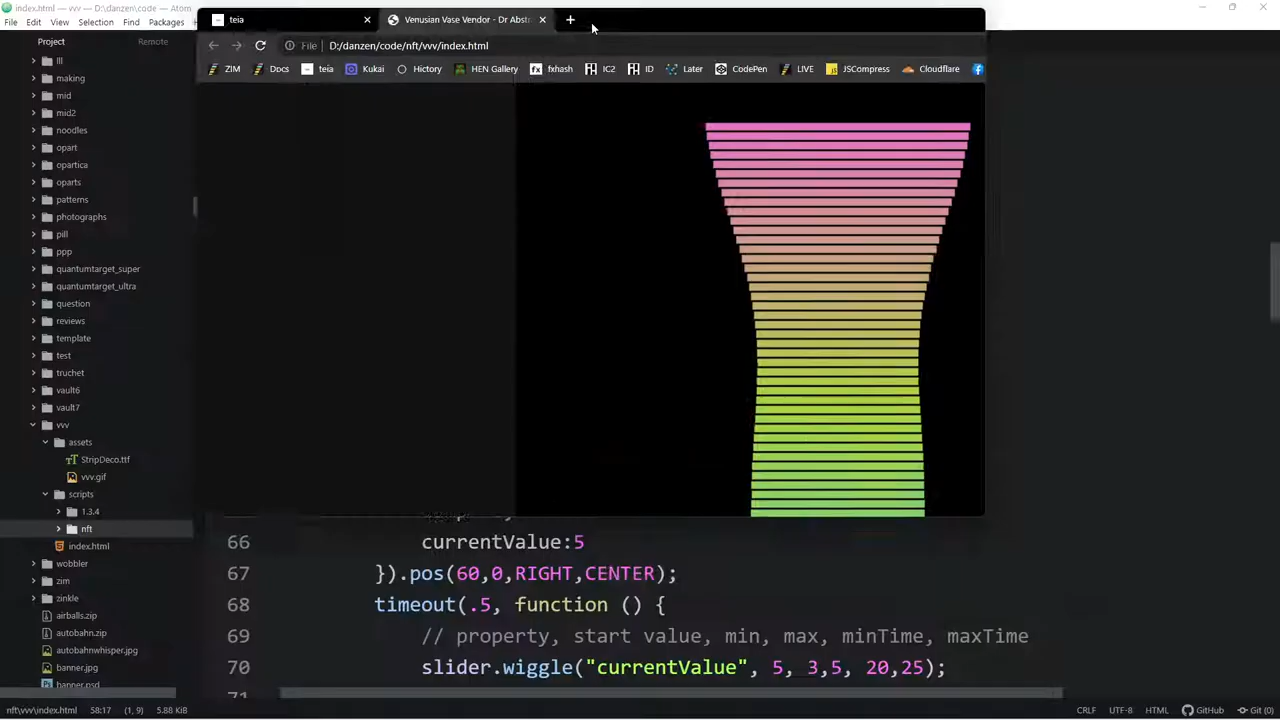 index.html — vvv — D:\danzen\code — Atom
File Edit View Selection Find Packages
teia
Venusian Vase Vendor - Dr Abstr
File D:/danzen/code/nft/vvv/index.html
ZIM Docs teia Kukai Hictory HEN Gallery fxhash IC2 ID Later CodePen LIVE JSCompress Cloudflare
Project Remote
lll
making
mid
mid2
noodles
opart
opartica
oparts
patterns
photographs
pill
ppp
quantumtarget_super
quantumtarget_ultra
question
reviews
template
test
truchet
vault6
vault7
vvv
assets
StripDeco.ttf
vvv.gif
scripts
1.3.4
nft
index.html
wobbler
zim
zinkle
airballs.zip
autobahn.zip
autobahnwhisper.jpg
banner.jpg
banner.psd
66 currentValue:5
67 }).pos(60,0,RIGHT,CENTER);
68 timeout(.5, function () {
69 // property, start value, min, max, minTime, maxTime
70 slider.wiggle("currentValue", 5, 3,5, 20,25);
71
nft\vvv\index.html 58:17 (1, 9) 5.88 KiB CRLF UTF-8 HTML GitHub Git (0)